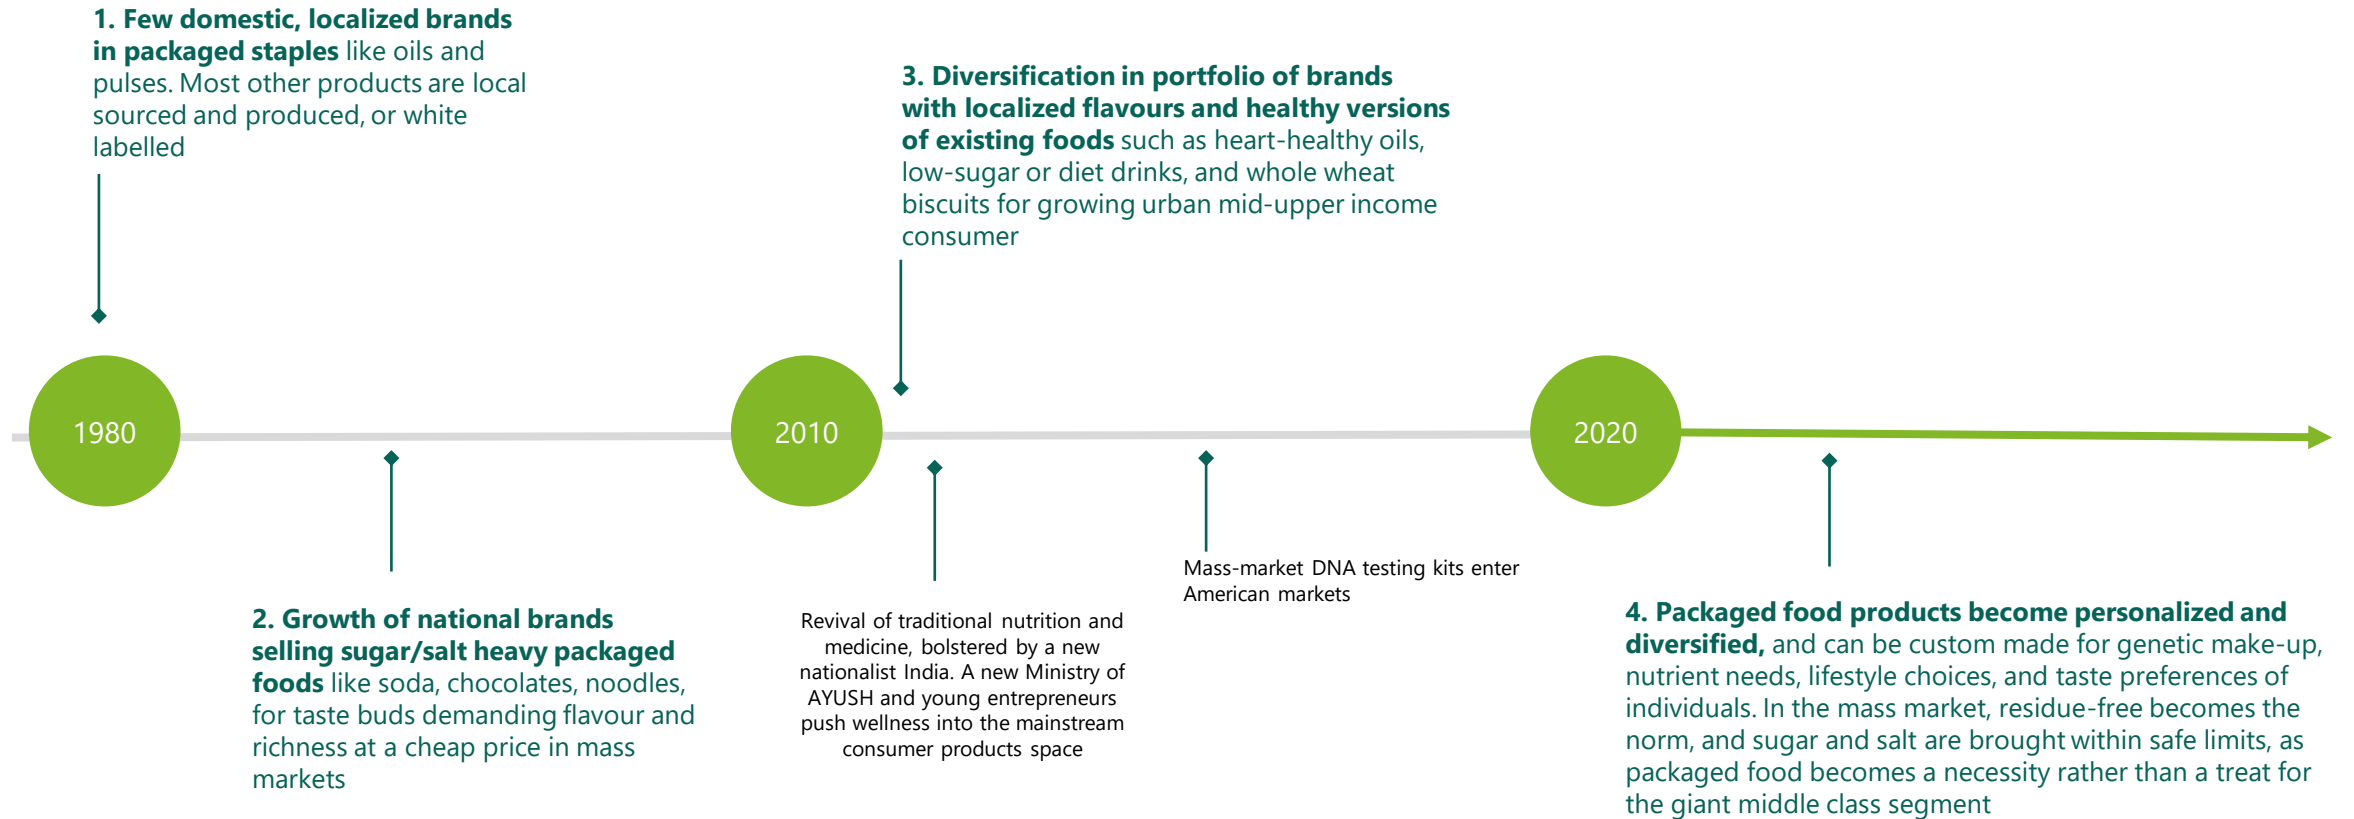 1. Few domestic, localized brands
in packaged staples like oils and
pulses. Most other products are local
sourced and produced, or white
labelled
3. Diversification in portfolio of brands
with localized flavours and healthy versions
of existing foods such as heart-healthy oils,
low-sugar or diet drinks, and whole wheat
biscuits for growing urban mid-upper income
consumer
1980
2010
2020
2. Growth of national brands
selling sugar/salt heavy packaged
foods like soda, chocolates, noodles,
for taste buds demanding flavour and
richness at a cheap price in mass
markets
Revival of traditional nutrition and
medicine, bolstered by a new
nationalist India. A new Ministry of
AYUSH and young entrepreneurs
push wellness into the mainstream
consumer products space
Mass-market DNA testing kits enter
American markets
4. Packaged food products become personalized and
diversified, and can be custom made for genetic make-up,
nutrient needs, lifestyle choices, and taste preferences of
individuals. In the mass market, residue-free becomes the
norm, and sugar and salt are brought within safe limits, as
packaged food becomes a necessity rather than a treat for
the giant middle class segment